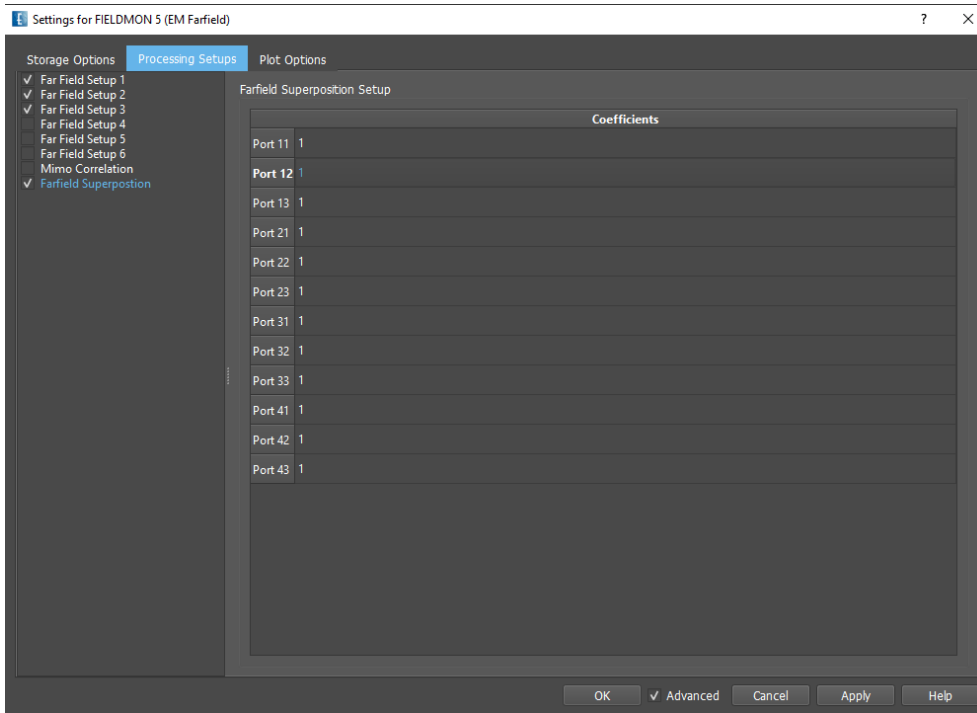 Settings for FIELDMON 5 (EM Farfield)
? ×
Storage Options Processing Setups Plot Options
Far Field Setup 1
Far Field Setup 2
Far Field Setup 3
Far Field Setup 4
Far Field Setup 5
Far Field Setup 6
Mimo Correlation
Farfield Superpostion
Farfield Superposition Setup
Coefficients
Port 11 1
Port 12 1
Port 13 1
Port 21 1
Port 22 1
Port 23 1
Port 31 1
Port 32 1
Port 33 1
Port 41 1
Port 42 1
Port 43 1
OK Advanced Cancel Apply Help